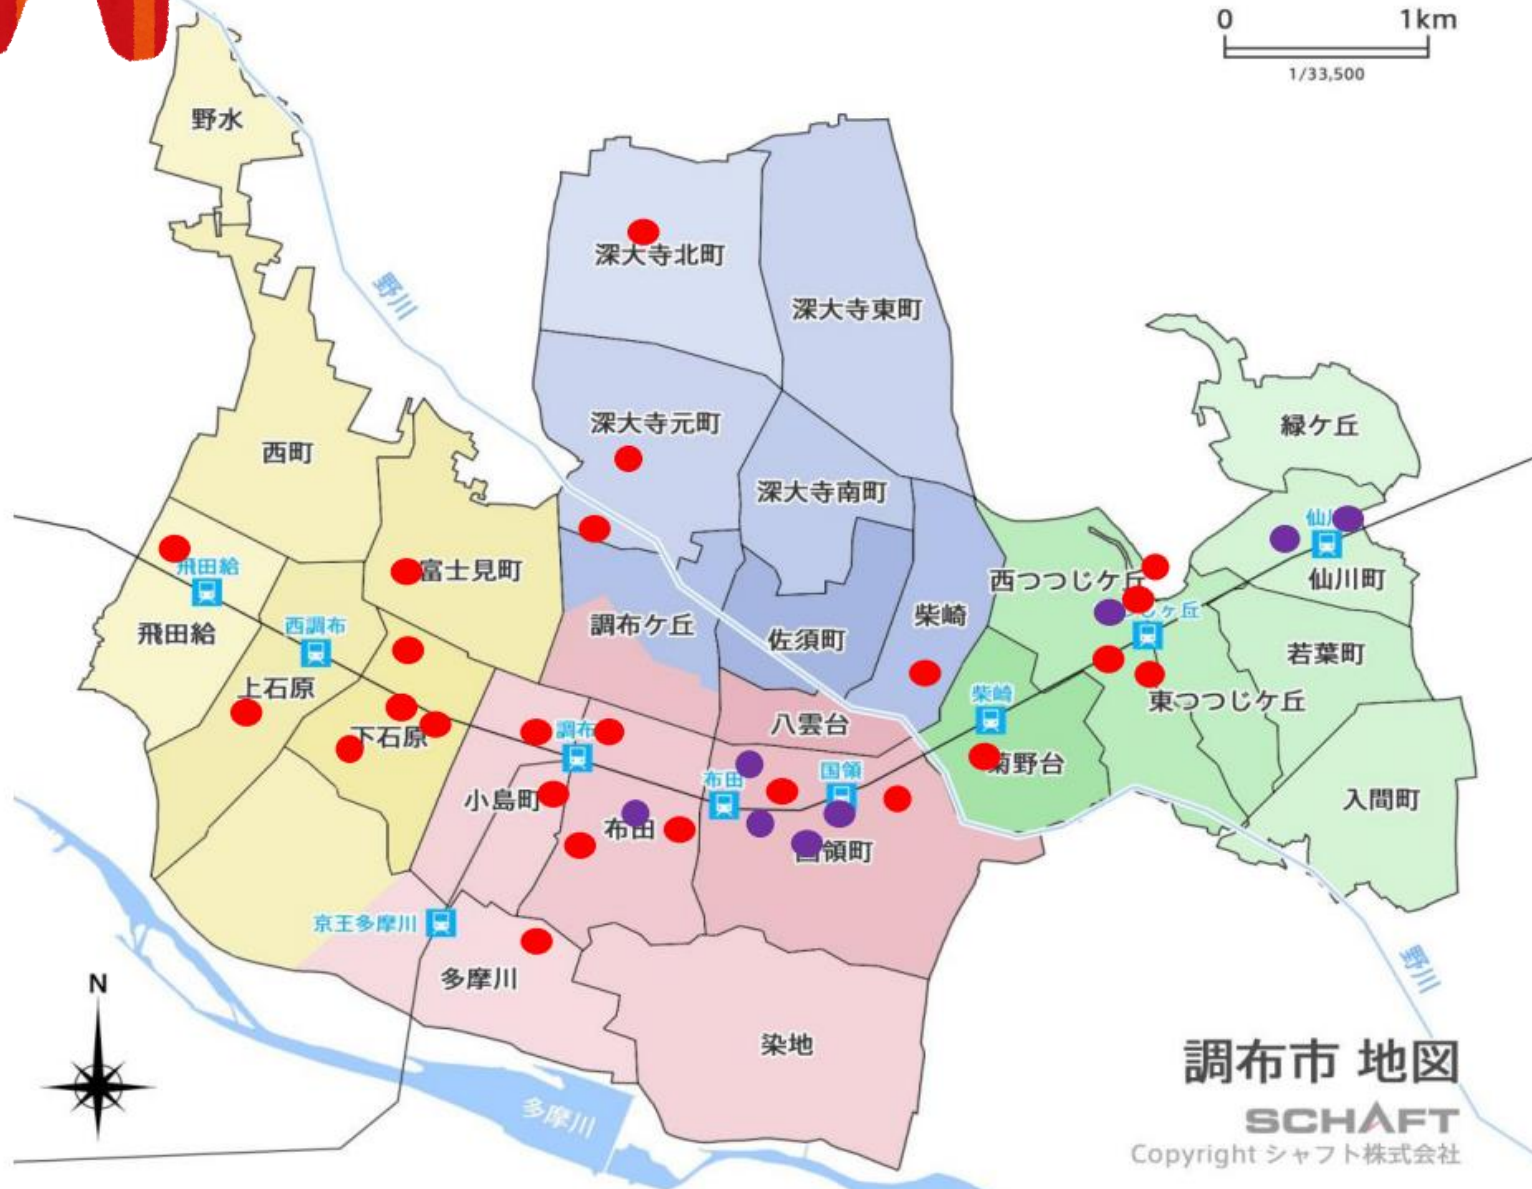 0 1km
1/33,500
野水
深大寺北町
野川
深大寺東町
深大寺元町
緑ケ丘
西町
深大寺南町
仙川
飛田給
富士見町
西つつじケ丘
仙川町
飛田給
西調布
調布ケ丘
佐須町
柴崎
じヶ丘
若葉町
上石原
柴崎
東つつじケ丘
下石原
調布
八雲台
布田
国領
菊野台
小島町
布田
入間町
領町
京王多摩川
多摩川
野川
N
染地
調布市 地図
多摩川
SCHAFT
Copyright シャフト株式会社